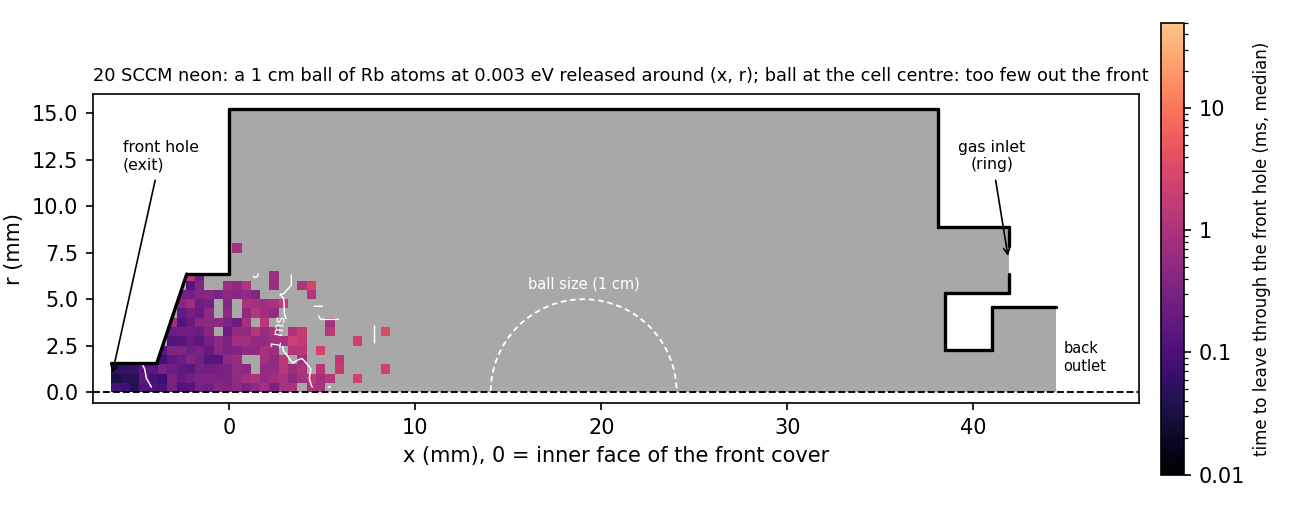 20 SCCM neon: a 1 cm ball of Rb atoms at 0.003 eV released around (x, r); ball at the cell centre: too few out the front
15.0
12.5
10.0
7.5
5.0
2.5
0.0
r (mm)
front hole
(exit)
gas inlet
(ring)
ball size (1 cm)
1 ms
back
outlet
0
10
20
30
40
x (mm), 0 = inner face of the front cover
10
1
0.1
0.01
time to leave through the front hole (ms, median)